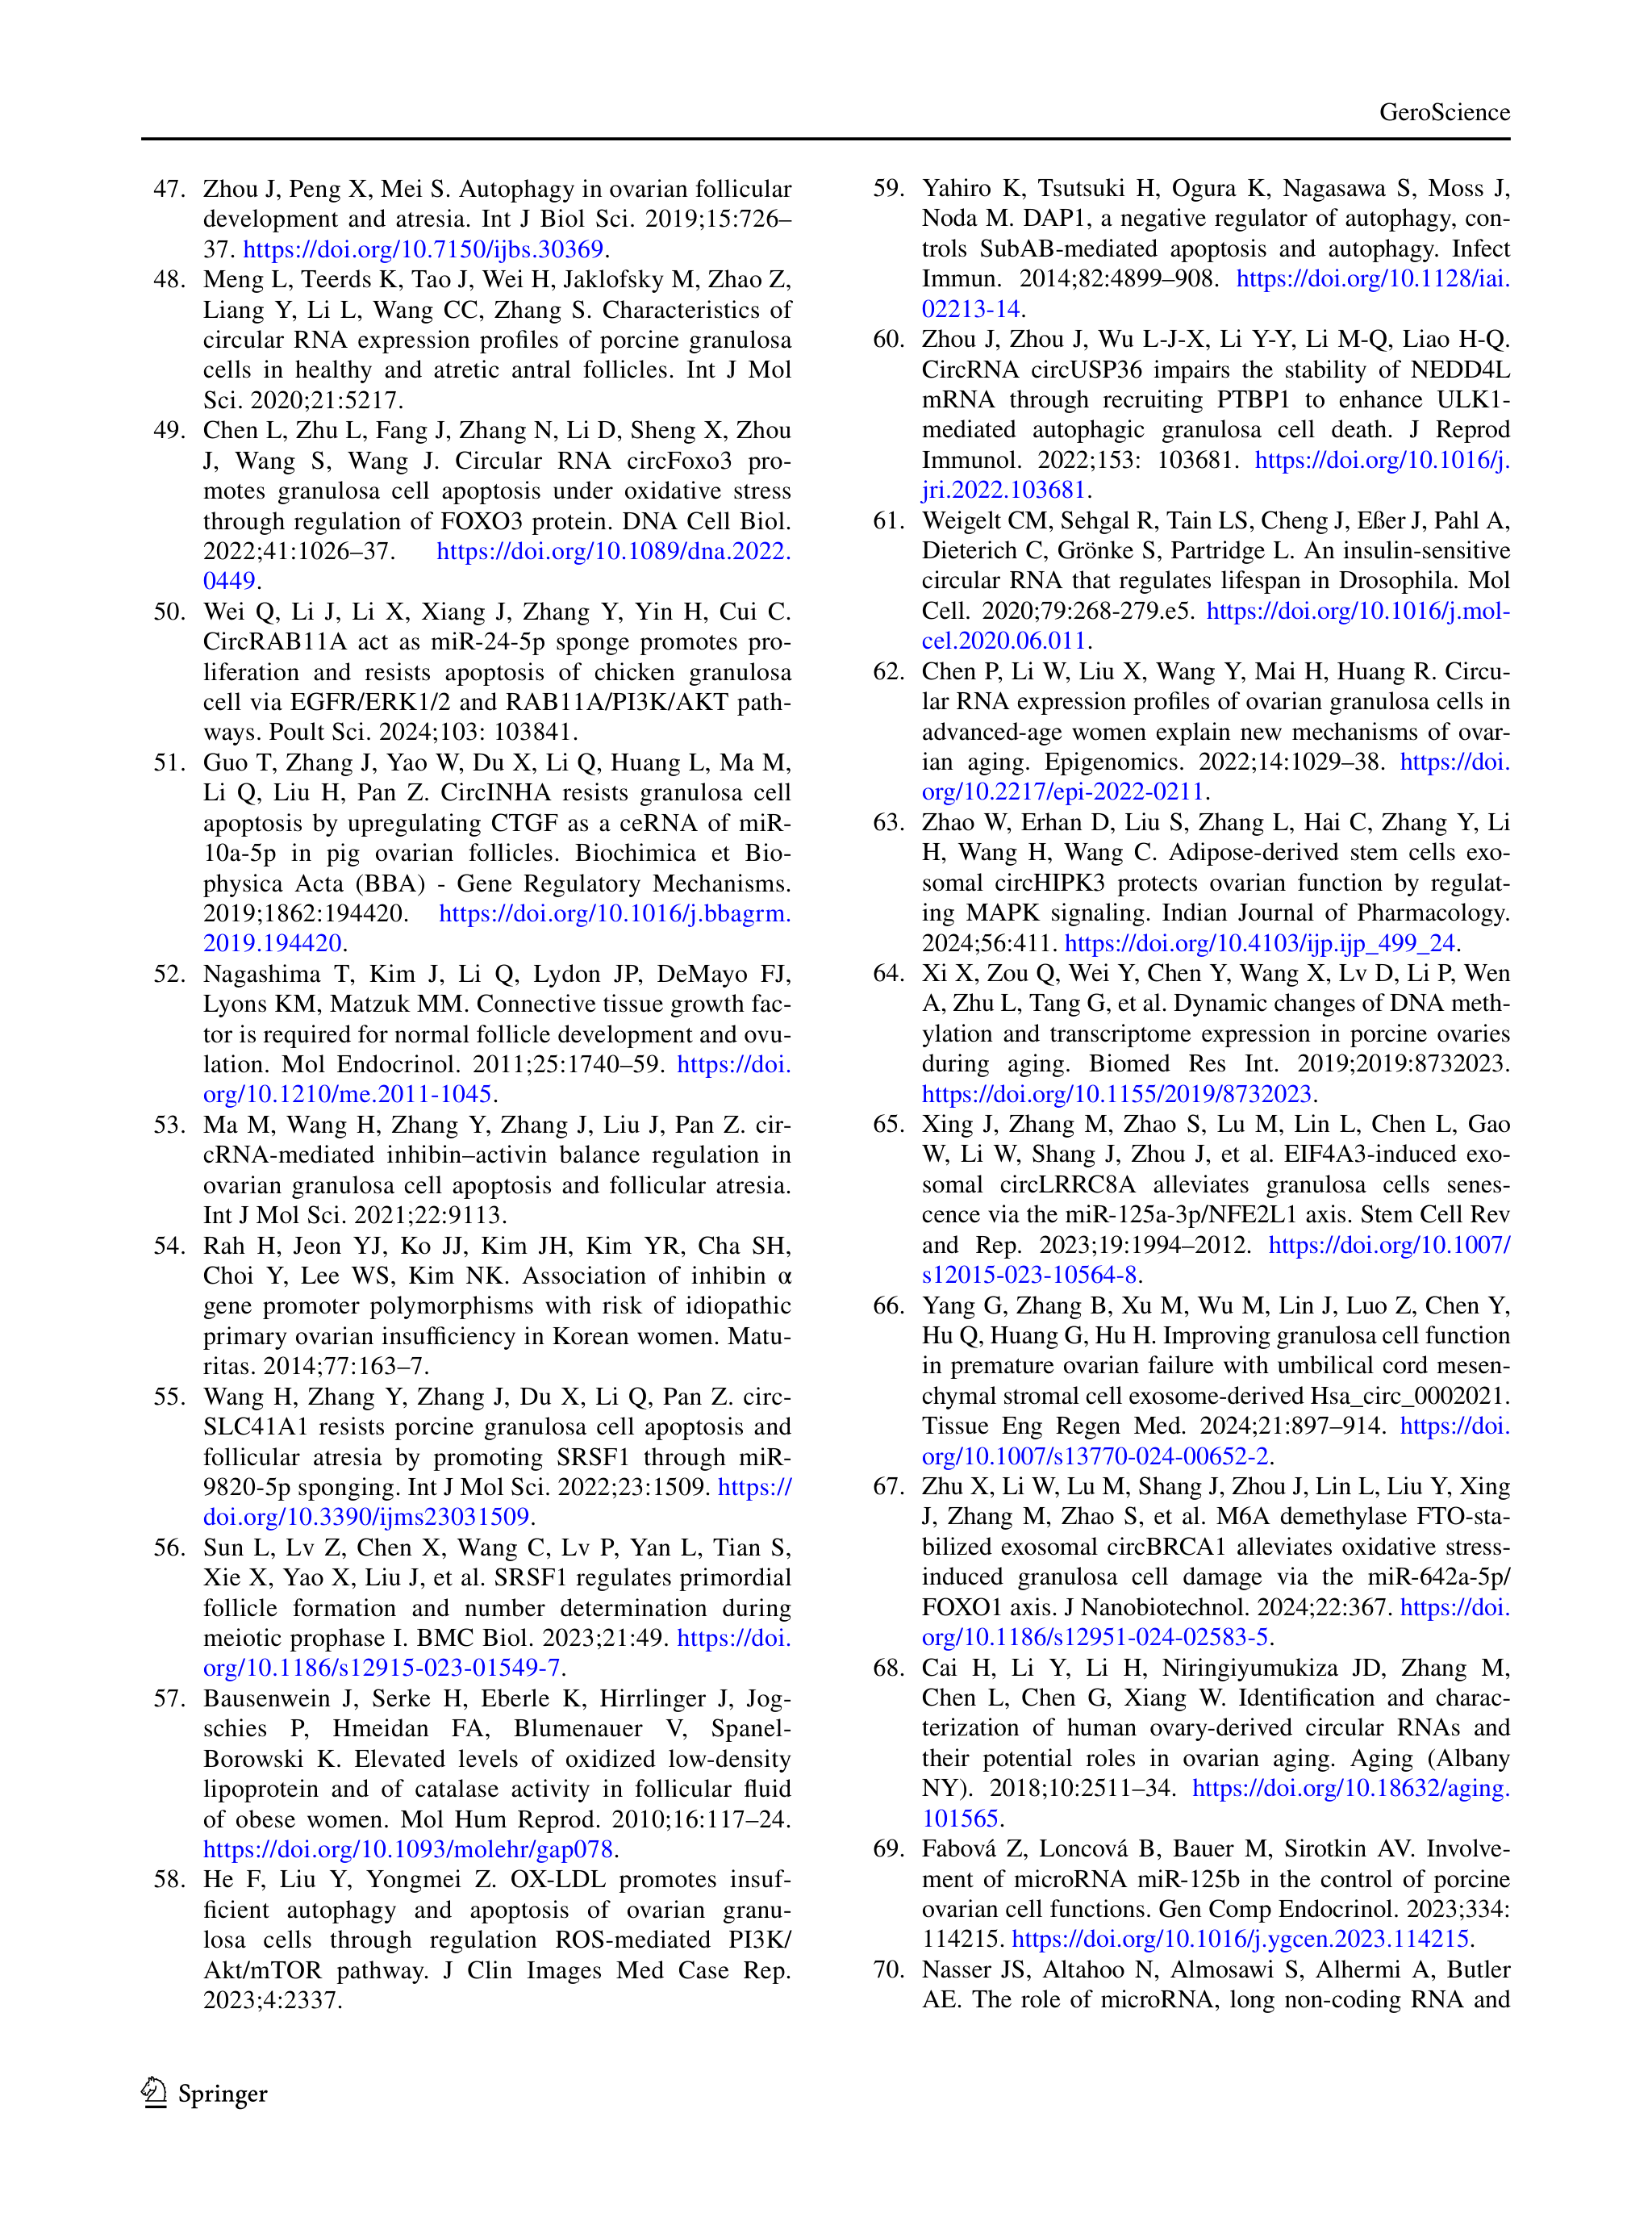 GeroScience
47. Zhou J, Peng X, Mei S. Autophagy in ovarian follicular
development and atresia. Int J Biol Sci. 2019;15:726–
37. https://doi.org/10.7150/ijbs.30369.
48. Meng L, Teerds K, Tao J, Wei H, Jaklofsky M, Zhao Z,
Liang Y, Li L, Wang CC, Zhang S. Characteristics of
circular RNA expression profiles of porcine granulosa
cells in healthy and atretic antral follicles. Int J Mol
Sci. 2020;21:5217.
49. Chen L, Zhu L, Fang J, Zhang N, Li D, Sheng X, Zhou
J, Wang S, Wang J. Circular RNA circFoxo3 pro-
motes granulosa cell apoptosis under oxidative stress
through regulation of FOXO3 protein. DNA Cell Biol.
2022;41:1026–37. https://doi.org/10.1089/dna.2022.
0449.
50. Wei Q, Li J, Li X, Xiang J, Zhang Y, Yin H, Cui C.
CircRAB11A act as miR-24-5p sponge promotes pro-
liferation and resists apoptosis of chicken granulosa
cell via EGFR/ERK1/2 and RAB11A/PI3K/AKT path-
ways. Poult Sci. 2024;103: 103841.
51. Guo T, Zhang J, Yao W, Du X, Li Q, Huang L, Ma M,
Li Q, Liu H, Pan Z. CircINHA resists granulosa cell
apoptosis by upregulating CTGF as a ceRNA of miR-
10a-5p in pig ovarian follicles. Biochimica et Bio-
physica Acta (BBA) - Gene Regulatory Mechanisms.
2019;1862:194420. https://doi.org/10.1016/j.bbagrm.
2019.194420.
52. Nagashima T, Kim J, Li Q, Lydon JP, DeMayo FJ,
Lyons KM, Matzuk MM. Connective tissue growth fac-
tor is required for normal follicle development and ovu-
lation. Mol Endocrinol. 2011;25:1740–59. https://doi.
org/10.1210/me.2011-1045.
53. Ma M, Wang H, Zhang Y, Zhang J, Liu J, Pan Z. cir-
cRNA-mediated inhibin–activin balance regulation in
ovarian granulosa cell apoptosis and follicular atresia.
Int J Mol Sci. 2021;22:9113.
54. Rah H, Jeon YJ, Ko JJ, Kim JH, Kim YR, Cha SH,
Choi Y, Lee WS, Kim NK. Association of inhibin α
gene promoter polymorphisms with risk of idiopathic
primary ovarian insufficiency in Korean women. Matu-
ritas. 2014;77:163–7.
55. Wang H, Zhang Y, Zhang J, Du X, Li Q, Pan Z. circ-
SLC41A1 resists porcine granulosa cell apoptosis and
follicular atresia by promoting SRSF1 through miR-
9820-5p sponging. Int J Mol Sci. 2022;23:1509. https://
doi.org/10.3390/ijms23031509.
56. Sun L, Lv Z, Chen X, Wang C, Lv P, Yan L, Tian S,
Xie X, Yao X, Liu J, et al. SRSF1 regulates primordial
follicle formation and number determination during
meiotic prophase I. BMC Biol. 2023;21:49. https://doi.
org/10.1186/s12915-023-01549-7.
57. Bausenwein J, Serke H, Eberle K, Hirrlinger J, Jog-
schies P, Hmeidan FA, Blumenauer V, Spanel-
Borowski K. Elevated levels of oxidized low-density
lipoprotein and of catalase activity in follicular fluid
of obese women. Mol Hum Reprod. 2010;16:117–24.
https://doi.org/10.1093/molehr/gap078.
58. He F, Liu Y, Yongmei Z. OX-LDL promotes insuf-
ficient autophagy and apoptosis of ovarian granu-
losa cells through regulation ROS-mediated PI3K/
Akt/mTOR pathway. J Clin Images Med Case Rep.
2023;4:2337.
59. Yahiro K, Tsutsuki H, Ogura K, Nagasawa S, Moss J,
Noda M. DAP1, a negative regulator of autophagy, con-
trols SubAB-mediated apoptosis and autophagy. Infect
Immun. 2014;82:4899–908. https://doi.org/10.1128/iai.
02213-14.
60. Zhou J, Zhou J, Wu L-J-X, Li Y-Y, Li M-Q, Liao H-Q.
CircRNA circUSP36 impairs the stability of NEDD4L
mRNA through recruiting PTBP1 to enhance ULK1-
mediated autophagic granulosa cell death. J Reprod
Immunol. 2022;153: 103681. https://doi.org/10.1016/j.
jri.2022.103681.
61. Weigelt CM, Sehgal R, Tain LS, Cheng J, Eßer J, Pahl A,
Dieterich C, Grönke S, Partridge L. An insulin-sensitive
circular RNA that regulates lifespan in Drosophila. Mol
Cell. 2020;79:268-279.e5. https://doi.org/10.1016/j.mol-
cel.2020.06.011.
62. Chen P, Li W, Liu X, Wang Y, Mai H, Huang R. Circu-
lar RNA expression profiles of ovarian granulosa cells in
advanced-age women explain new mechanisms of ovar-
ian aging. Epigenomics. 2022;14:1029–38. https://doi.
org/10.2217/epi-2022-0211.
63. Zhao W, Erhan D, Liu S, Zhang L, Hai C, Zhang Y, Li
H, Wang H, Wang C. Adipose-derived stem cells exo-
somal circHIPK3 protects ovarian function by regulat-
ing MAPK signaling. Indian Journal of Pharmacology.
2024;56:411. https://doi.org/10.4103/ijp.ijp_499_24.
64. Xi X, Zou Q, Wei Y, Chen Y, Wang X, Lv D, Li P, Wen
A, Zhu L, Tang G, et al. Dynamic changes of DNA meth-
ylation and transcriptome expression in porcine ovaries
during aging. Biomed Res Int. 2019;2019:8732023.
https://doi.org/10.1155/2019/8732023.
65. Xing J, Zhang M, Zhao S, Lu M, Lin L, Chen L, Gao
W, Li W, Shang J, Zhou J, et al. EIF4A3-induced exo-
somal circLRRC8A alleviates granulosa cells senes-
cence via the miR-125a-3p/NFE2L1 axis. Stem Cell Rev
and Rep. 2023;19:1994–2012. https://doi.org/10.1007/
s12015-023-10564-8.
66. Yang G, Zhang B, Xu M, Wu M, Lin J, Luo Z, Chen Y,
Hu Q, Huang G, Hu H. Improving granulosa cell function
in premature ovarian failure with umbilical cord mesen-
chymal stromal cell exosome-derived Hsa_circ_0002021.
Tissue Eng Regen Med. 2024;21:897–914. https://doi.
org/10.1007/s13770-024-00652-2.
67. Zhu X, Li W, Lu M, Shang J, Zhou J, Lin L, Liu Y, Xing
J, Zhang M, Zhao S, et al. M6A demethylase FTO-sta-
bilized exosomal circBRCA1 alleviates oxidative stress-
induced granulosa cell damage via the miR-642a-5p/
FOXO1 axis. J Nanobiotechnol. 2024;22:367. https://doi.
org/10.1186/s12951-024-02583-5.
68. Cai H, Li Y, Li H, Niringiyumukiza JD, Zhang M,
Chen L, Chen G, Xiang W. Identification and charac-
terization of human ovary-derived circular RNAs and
their potential roles in ovarian aging. Aging (Albany
NY). 2018;10:2511–34. https://doi.org/10.18632/aging.
101565.
69. Fabová Z, Loncová B, Bauer M, Sirotkin AV. Involve-
ment of microRNA miR-125b in the control of porcine
ovarian cell functions. Gen Comp Endocrinol. 2023;334:
114215. https://doi.org/10.1016/j.ygcen.2023.114215.
70. Nasser JS, Altahoo N, Almosawi S, Alhermi A, Butler
AE. The role of microRNA, long non-coding RNA and
Springer